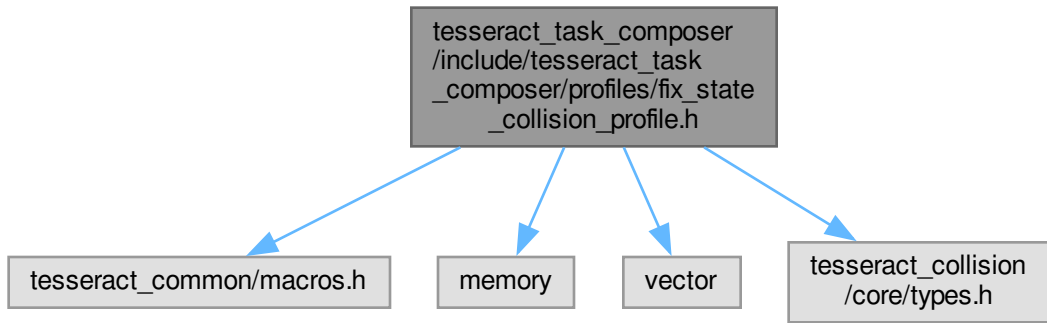 tesseract_task_composer
/include/tesseract_task
_composer/profiles/fix_state
_collision_profile.h
tesseract_common/macros.h
memory
vector
tesseract_collision
/core/types.h